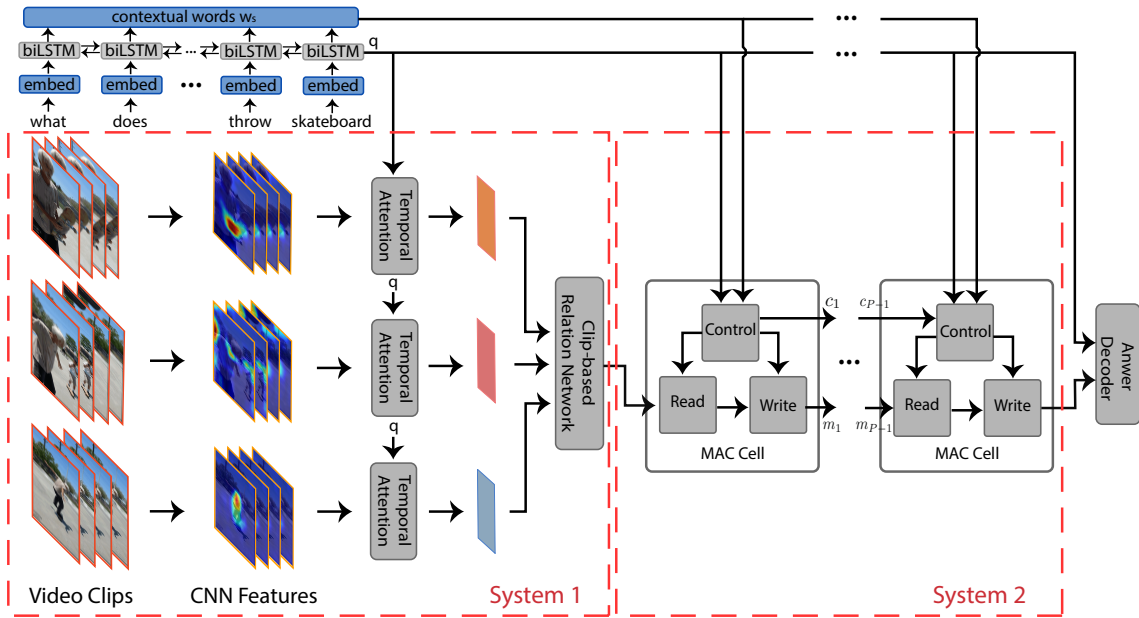 contextual words wₛ
biLSTM biLSTM ... biLSTM biLSTM q
embed embed ... embed embed
what does throw skateboard
Temporal Attention
q
Temporal Attention
q
Temporal Attention
Clip-based Relation Network
Video Clips CNN Features System 1
Control c₁
Read Write m₁
MAC Cell
...
c_{P−1} Control
m_{P−1} Read Write
MAC Cell
System 2
Anwer Decoder